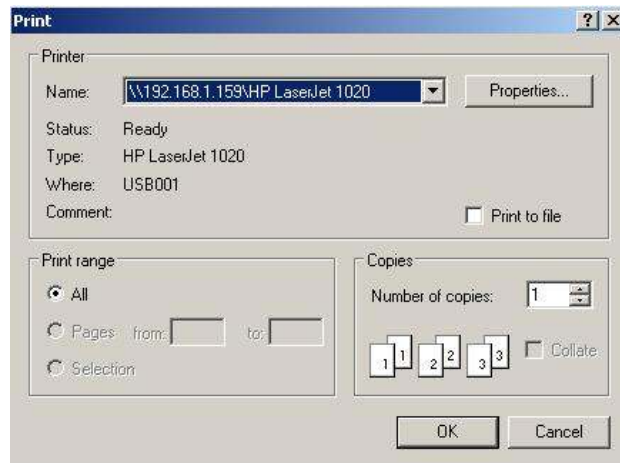 Print
Printer
Name: \\192.168.1.159\HP LaserJet 1020 Properties...
Status: Ready
Type: HP LaserJet 1020
Where: USB001
Comment: Print to file
Print range
All
Pages from: to:
Selection
Copies
Number of copies: 1
1 1 2 2 3 3 Collate
OK Cancel